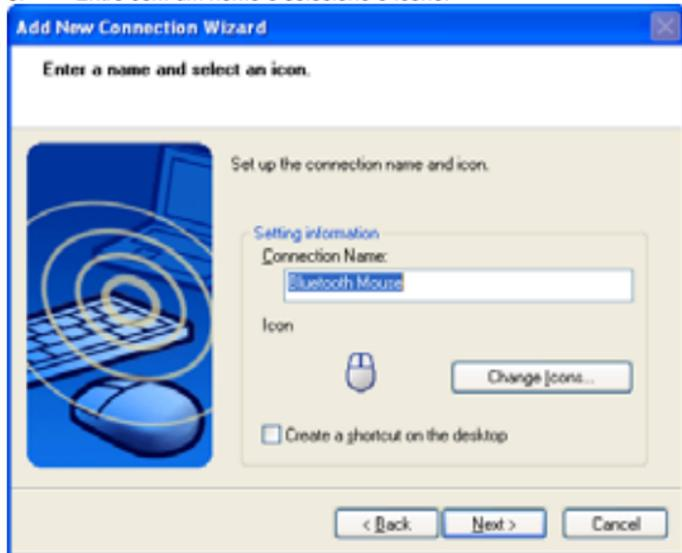 Add New Connection Wizard
Enter a name and select an icon.
Set up the connection name and icon.
Setting information
Connection Name:
Bluetooth Mouse
Icon
Change Icons...
Create a shortcut on the desktop
< Back Next > Cancel